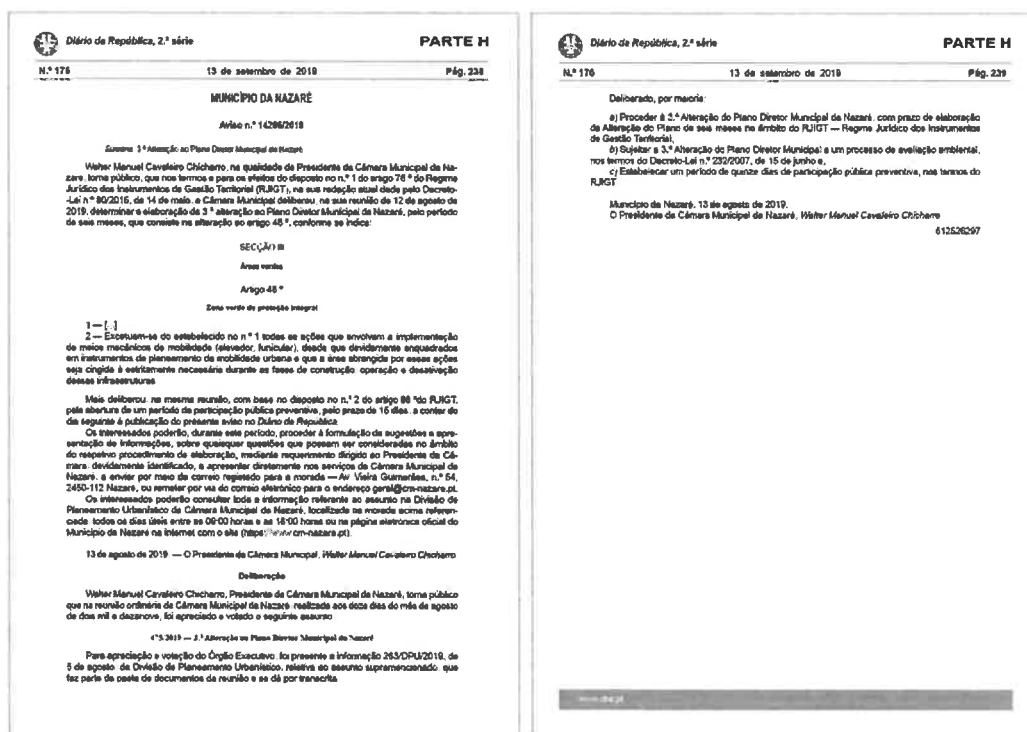 Diário da República, 2.ª série
PARTE H
N.º 176
13 de setembro de 2019
Pág. 238
MUNICÍPIO DA NAZARÉ
Aviso n.º 14286/2019
Sumário: 3.ª Alteração ao Plano Diretor Municipal da Nazaré.
Walter Manuel Cavaleiro Chicharro, na qualidade de Presidente da Câmara Municipal da Na-
zaré, torna público, que nos termos e para os efeitos do disposto no n.º 1 do artigo 76.º do Regime
Jurídico dos Instrumentos de Gestão Territorial (RJIGT), na sua redação atual dada pelo Decreto-
-Lei n.º 80/2015, de 14 de maio, a Câmara Municipal deliberou, na sua reunião de 12 de agosto de
2019, determinar a elaboração da 3.ª alteração ao Plano Diretor Municipal da Nazaré, pelo período
de seis meses, que consiste na alteração ao artigo 48.º, conforme se indica:
SECÇÃO III
Áreas verdes
Artigo 48.º
Zona verde de proteção integral
1 — [...]
2 — Excetuam-se do estabelecido no n.º 1 todas as ações que envolvam a implementação
de meios mecânicos de mobilidade (elevador, funicular), desde que devidamente enquadrados
em instrumentos de planeamento da mobilidade urbana e que a área abrangida por essas ações
seja cingida à estritamente necessária durante as fases de construção, operação e desativação
dessas infraestruturas.
Mais deliberou, na mesma reunião, com base no disposto no n.º 2 do artigo 88.º do RJIGT,
pela abertura de um período de participação pública preventiva, pelo prazo de 15 dias, a contar do
dia seguinte à publicação do presente aviso no Diário da República.
Os interessados poderão, durante este período, proceder à formulação de sugestões e apre-
sentação de informações, sobre quaisquer questões que possam ser consideradas no âmbito
do respetivo procedimento de elaboração, mediante requerimento dirigido ao Presidente da Câ-
mara, devidamente identificado, a apresentar diretamente nos serviços da Câmara Municipal da
Nazaré, a enviar por meio de correio registado para a morada — Av. Vieira Guimarães, n.º 54,
2450-112 Nazaré, ou remeter por via do correio eletrónico para o endereço geral@cm-nazare.pt.
Os interessados poderão consultar toda a informação referente ao assunto na Divisão de
Planeamento Urbanístico da Câmara Municipal da Nazaré, localizada na morada acima referen-
ciada, todos os dias úteis entre as 09:00 horas e as 16:00 horas ou na página eletrónica oficial do
Município da Nazaré na internet com o site (https://www.cm-nazare.pt).
13 de agosto de 2019. — O Presidente da Câmara Municipal, Walter Manuel Cavaleiro Chicharro.
Deliberação
Walter Manuel Cavaleiro Chicharro, Presidente da Câmara Municipal da Nazaré, torna público
que na reunião ordinária da Câmara Municipal da Nazaré, realizada aos doze dias do mês de agosto
de dois mil e dezanove, foi apreciado e votado o seguinte assunto:
2019 — 3.ª Alteração ao Plano Diretor Municipal da Nazaré
Para apreciação e votação do Órgão Executivo, foi presente a informação 263/DPU/2019, de
5 de agosto, da Divisão de Planeamento Urbanístico, relativa ao assunto supramencionado, que
faz parte da pasta de documentos da reunião e se dá por transcrita.
Diário da República, 2.ª série
PARTE H
N.º 176
13 de setembro de 2019
Pág. 239
Deliberado, por maioria:
a) Proceder à 3.ª Alteração do Plano Diretor Municipal da Nazaré, com prazo de elaboração
da Alteração do Plano de seis meses no âmbito do RJIGT — Regime Jurídico dos Instrumentos
de Gestão Territorial,
b) Sujeitar a 3.ª Alteração do Plano Diretor Municipal a um processo de avaliação ambiental,
nos termos do Decreto-Lei n.º 232/2007, de 15 de junho e,
c) Estabelecer um período de quinze dias de participação pública preventiva, nos termos do
RJIGT.
Município da Nazaré, 13 de agosto de 2019.
O Presidente da Câmara Municipal da Nazaré, Walter Manuel Cavaleiro Chicharro.
612526297
www.dre.pt